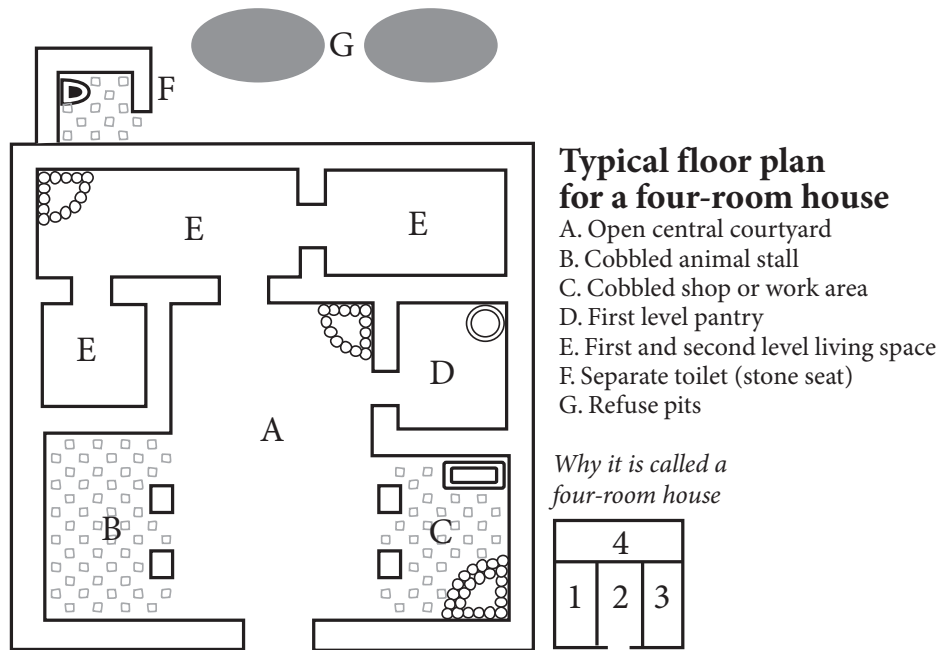 G
F
E
E
E
D
A
B
C
Typical floor plan
for a four-room house
A. Open central courtyard
B. Cobbled animal stall
C. Cobbled shop or work area
D. First level pantry
E. First and second level living space
F. Separate toilet (stone seat)
G. Refuse pits
Why it is called a
four-room house
4
1 2 3